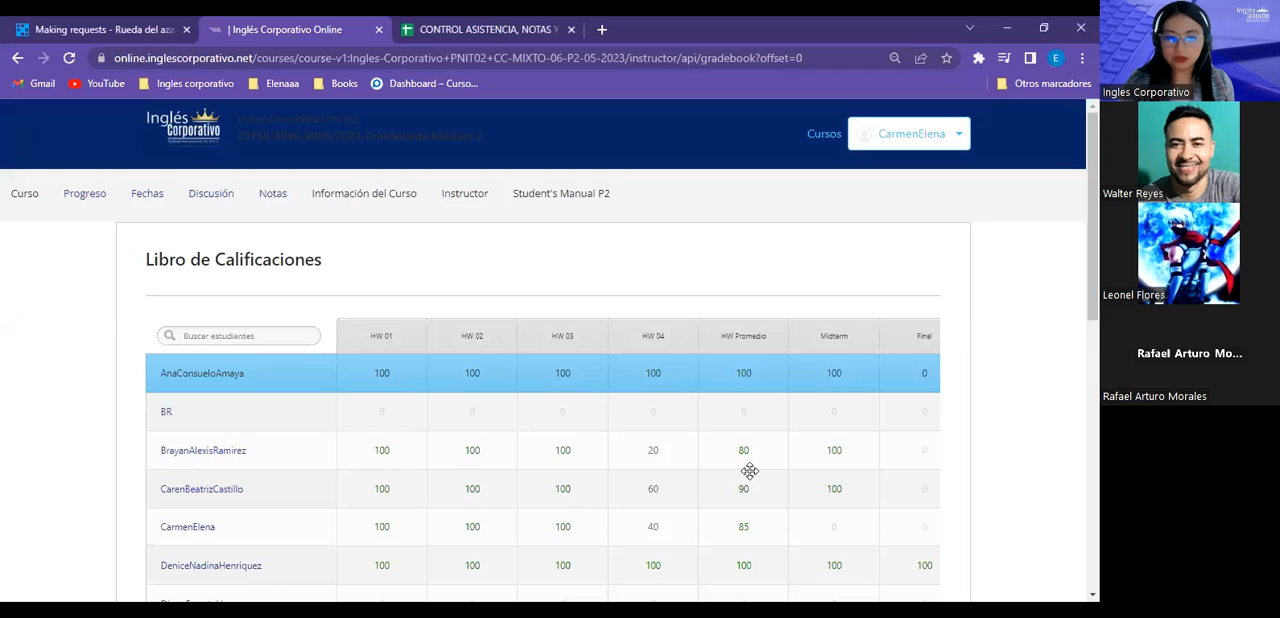 Making requests - Rueda del aza
| Inglés Corporativo Online
CONTROL ASISTENCIA, NOTAS Y
online.inglescorporativo.net/courses/course-v1:Ingles-Corporativo+PNIT02+CC-MIXTO-06-P2-05-2023/instructor/api/gradebook?offset=0
E
Gmail YouTube Ingles corporativo Elenaaa Books Dashboard – Curso... Otros marcadores
Inglés
Corporativo
Cursos CarmenElena
Curso Progreso Fechas Discusión Notas Información del Curso Instructor Student's Manual P2
Libro de Calificaciones
Buscar estudiantes HW 01 HW 02 HW 03 HW 04 HW Promedio Midterm Final
AnaConsueloAmaya 100 100 100 100 100 100 0
BR 0 0 0 0 0 0 0
BrayanAlexisRamirez 100 100 100 20 80 100 0
CarenBeatrizCastillo 100 100 100 60 90 100 0
CarmenElena 100 100 100 40 85 0 0
DeniceNadinaHenriquez 100 100 100 100 100 100 100
Inglés
Corporativo
Ingles Corporativo
Walter Reyes
Leonel Flores
Rafael Arturo Mo...
Rafael Arturo Morales